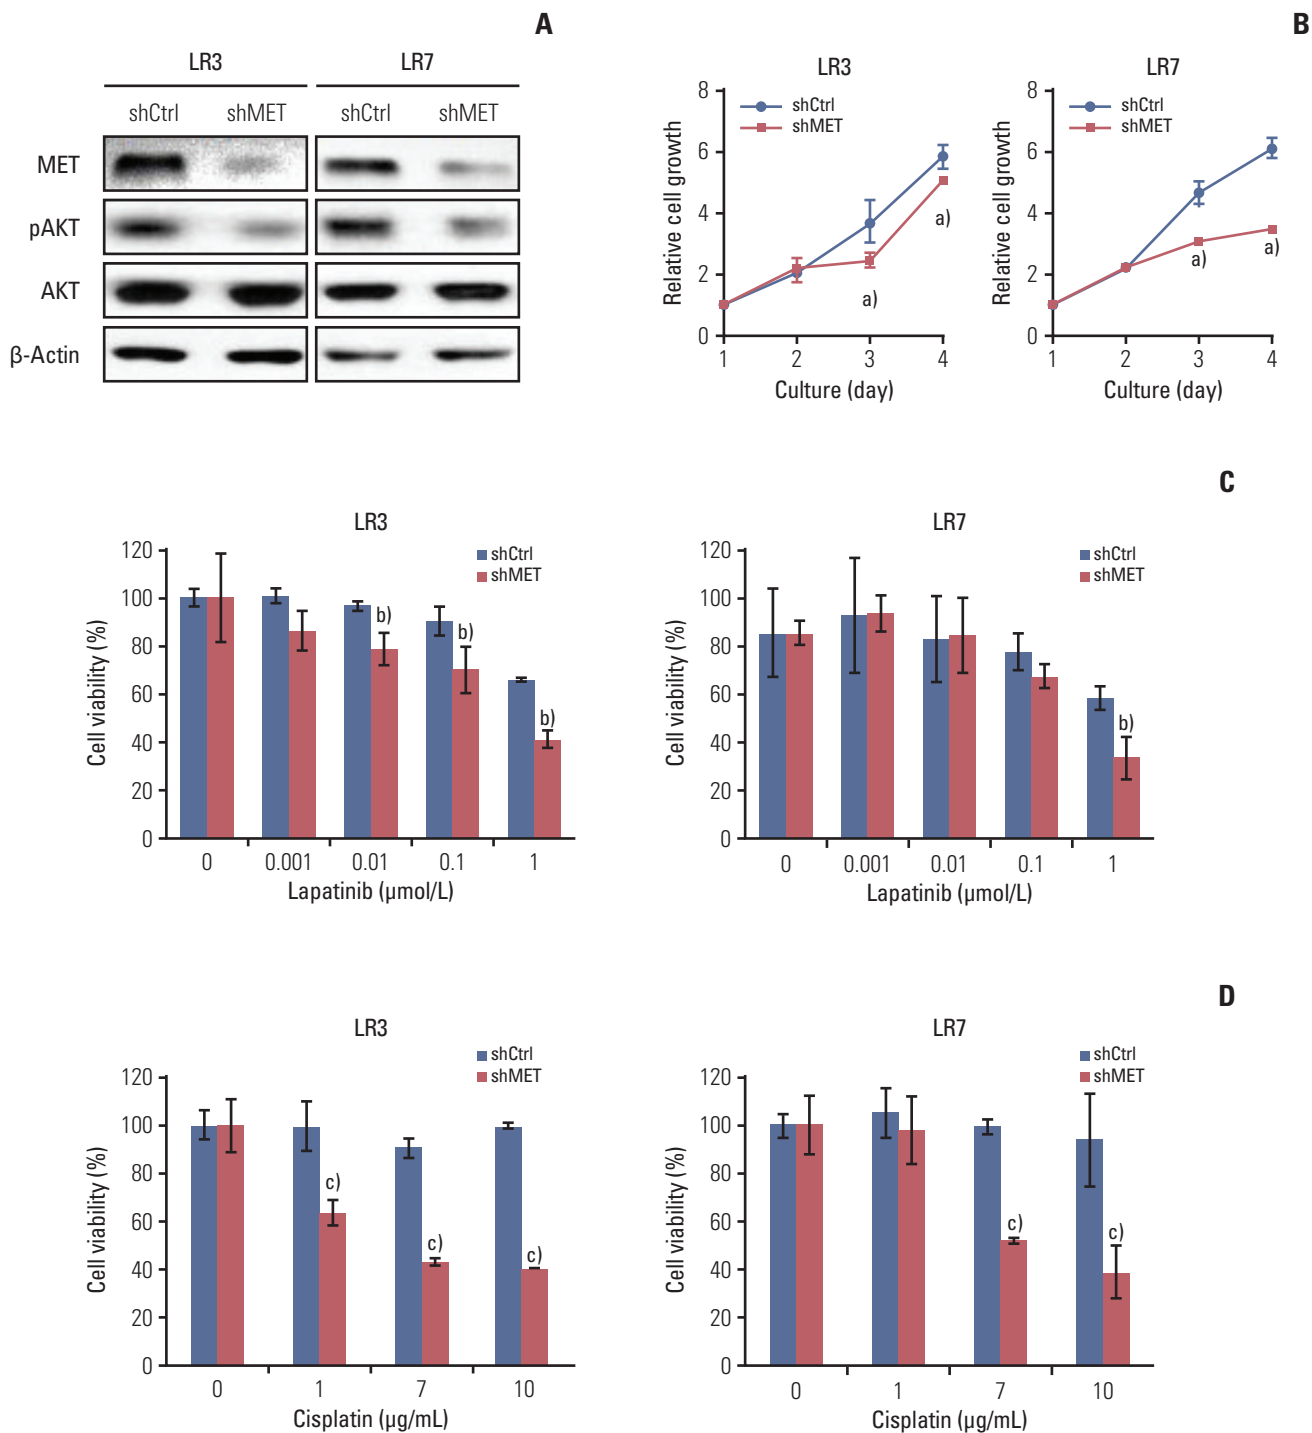 A
LR3 LR7
shCtrl shMET shCtrl shMET
MET
pAKT
AKT
β-Actin
B
LR3
8
6
4
2
0
Relative cell growth
shCtrl
shMET
a)
a)
1 2 3 4
Culture (day)
LR7
8
6
4
2
0
Relative cell growth
shCtrl
shMET
a)
a)
1 2 3 4
Culture (day)
C
LR3
120
100
80
60
40
20
0
Cell viability (%)
shCtrl
shMET
b)
b)
b)
0 0.001 0.01 0.1 1
Lapatinib (µmol/L)
LR7
120
100
80
60
40
20
0
Cell viability (%)
shCtrl
shMET
b)
0 0.001 0.01 0.1 1
Lapatinib (µmol/L)
D
LR3
120
100
80
60
40
20
0
Cell viability (%)
shCtrl
shMET
c)
c)
c)
0 1 7 10
Cisplatin (µg/mL)
LR7
120
100
80
60
40
20
0
Cell viability (%)
shCtrl
shMET
c)
c)
0 1 7 10
Cisplatin (µg/mL)